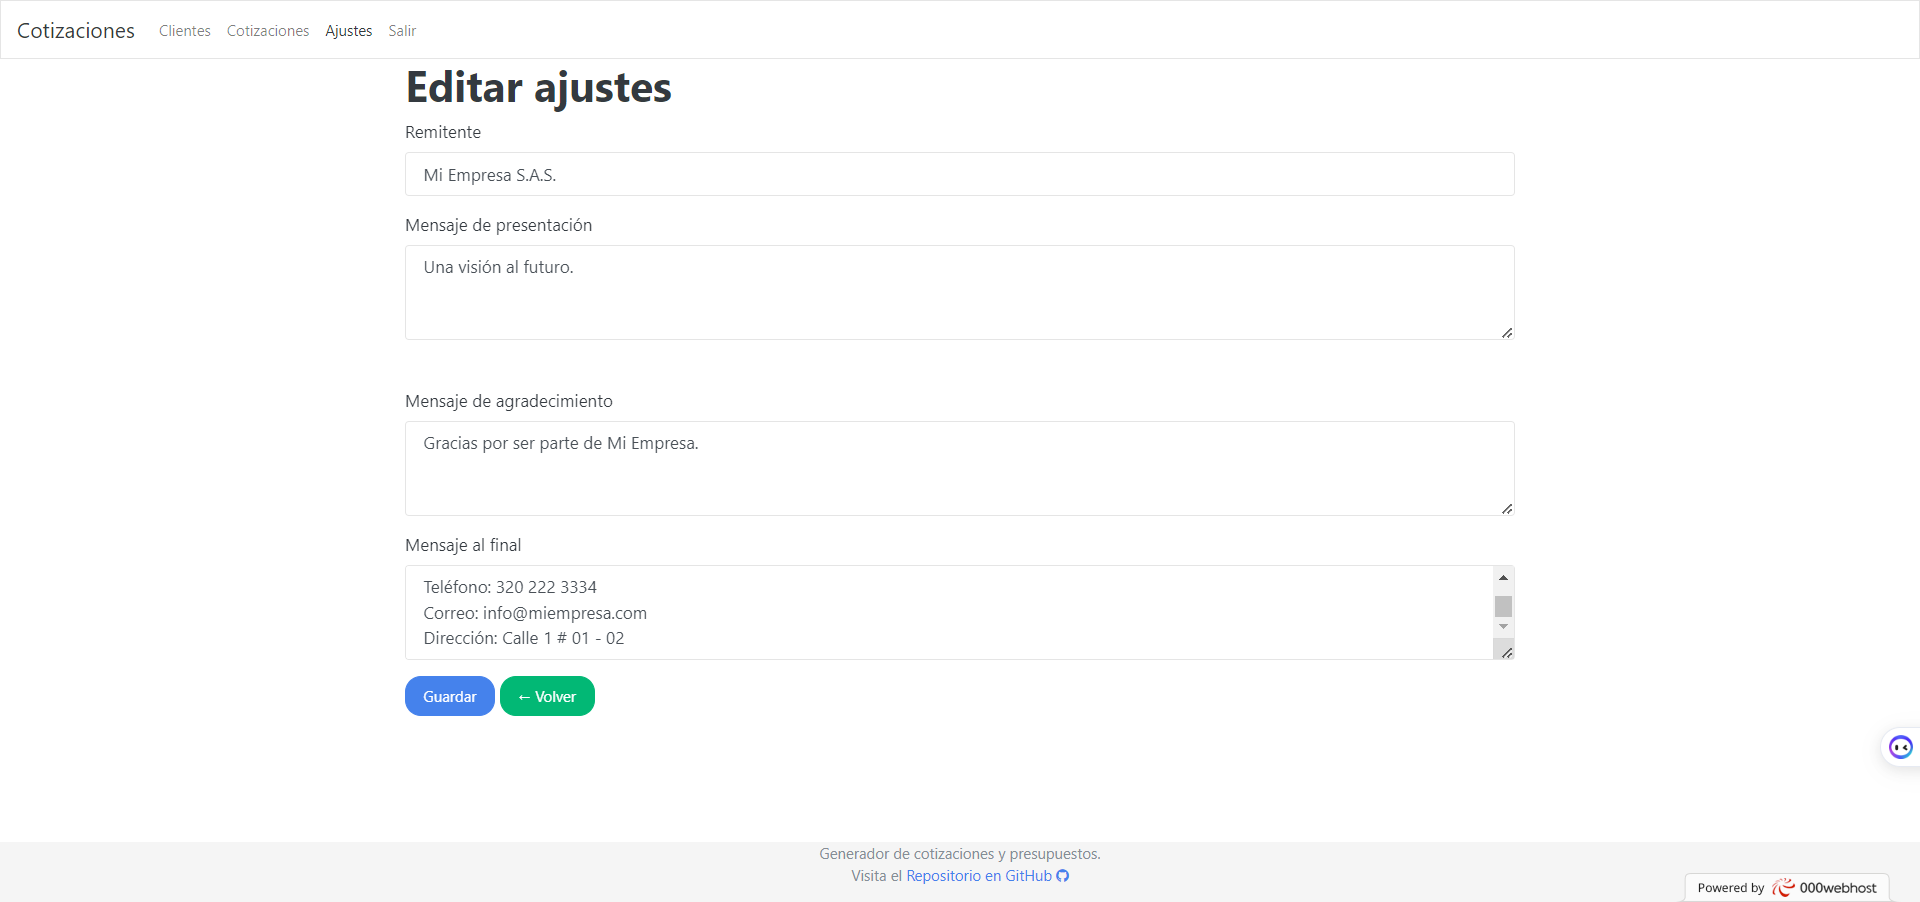 Cotizaciones Clientes Cotizaciones Ajustes Salir
Editar ajustes
Remitente
Mi Empresa S.A.S.
Mensaje de presentación
Una visión al futuro.
Mensaje de agradecimiento
Gracias por ser parte de Mi Empresa.
Mensaje al final
Teléfono: 320 222 3334
Correo: info@miempresa.com
Dirección: Calle 1 # 01 - 02
Guardar ← Volver
Generador de cotizaciones y presupuestos.
Visita el Repositorio en GitHub
Powered by 000webhost